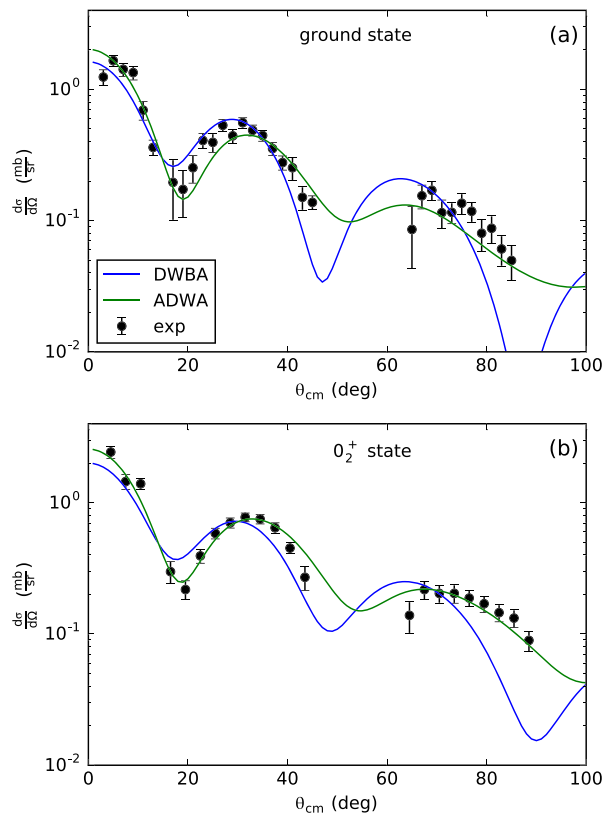 ground state
(a)
10⁰
10⁻¹
10⁻²
dσ/dΩ (mb/sr)
DWBA
ADWA
exp
0 20 40 60 80 100
θcm (deg)
0₂⁺ state
(b)
10⁰
10⁻¹
10⁻²
dσ/dΩ (mb/sr)
0 20 40 60 80 100
θcm (deg)